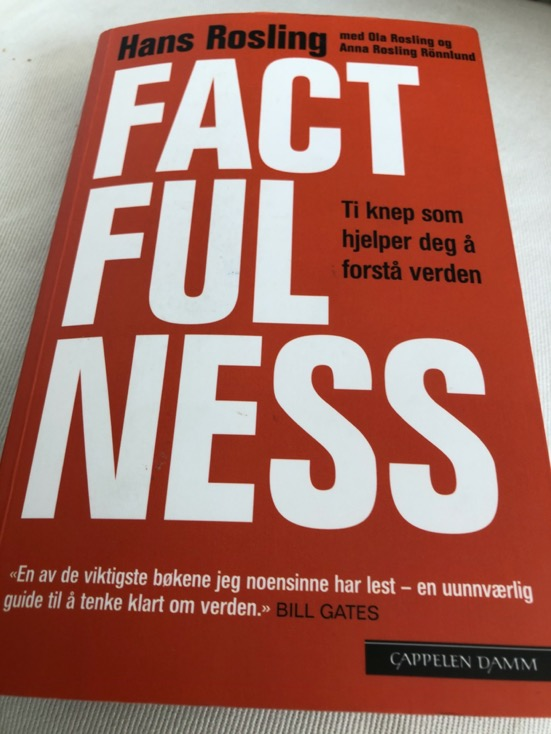 Hans Rosling
med Ola Rosling og
Anna Rosling Rönnlund
FACT
FUL
NESS
Ti knep som
hjelper deg å
forstå verden
«En av de viktigste bøkene jeg noensinne har lest – en uunnværlig
guide til å tenke klart om verden.» BILL GATES
CAPPELEN DAMM